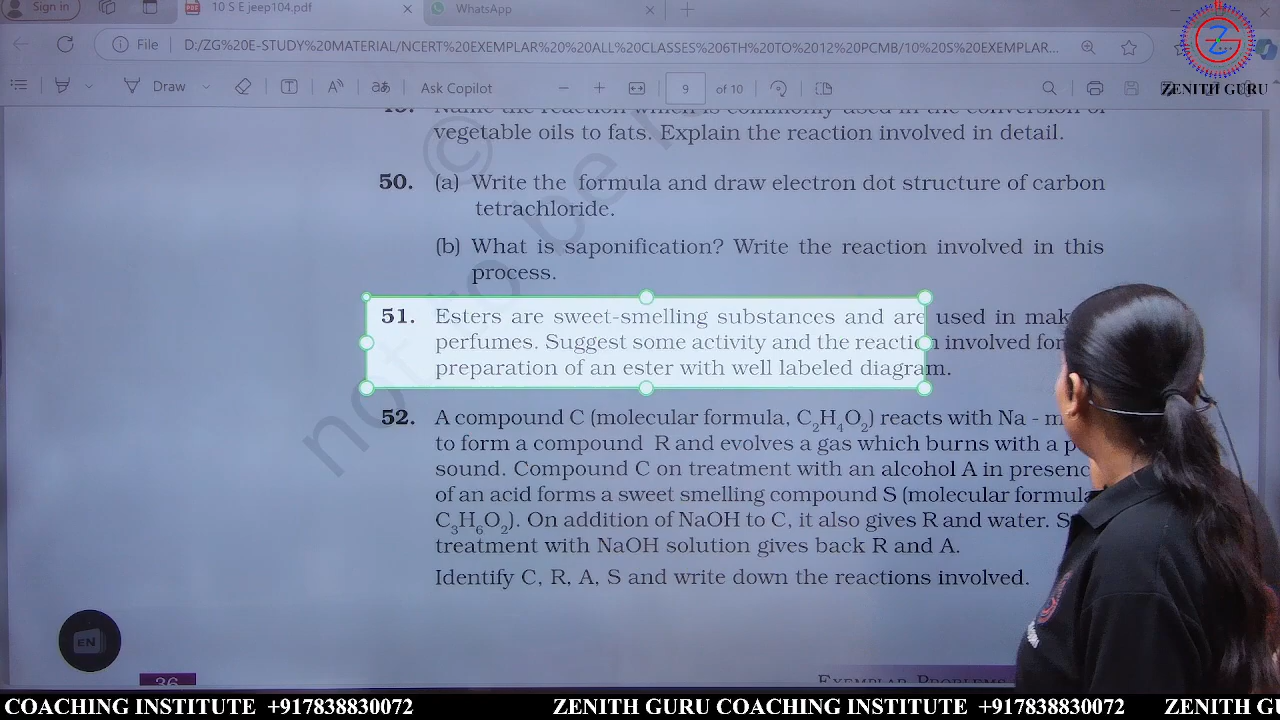 Sign in
10 S E jeep104.pdf
WhatsApp
File D:/ZG%20E-STUDY%20MATERIAL/NCERT%20EXEMPLAR%20%20ALL%20CLASSES%206TH%20TO%2012%20PCMB/10%20S%20EXEMPLAR...
Draw Ask Copilot 9 of 10
ZENITH GURU
vegetable oils to fats. Explain the reaction involved in detail.
50. (a) Write the formula and draw electron dot structure of carbon
tetrachloride.
(b) What is saponification? Write the reaction involved in this
process.
51. Esters are sweet-smelling substances and are used in mak
perfumes. Suggest some activity and the reaction involved for
preparation of an ester with well labeled diagram.
52. A compound C (molecular formula, C₂H₄O₂) reacts with Na - m
to form a compound R and evolves a gas which burns with a p
sound. Compound C on treatment with an alcohol A in presenc
of an acid forms a sweet smelling compound S (molecular formula
C₃H₆O₂). On addition of NaOH to C, it also gives R and water. S
treatment with NaOH solution gives back R and A.
Identify C, R, A, S and write down the reactions involved.
EN
36
EXEMPLAR PROBLEMS
COACHING INSTITUTE +917838830072 ZENITH GURU COACHING INSTITUTE +917838830072 ZENITH GU